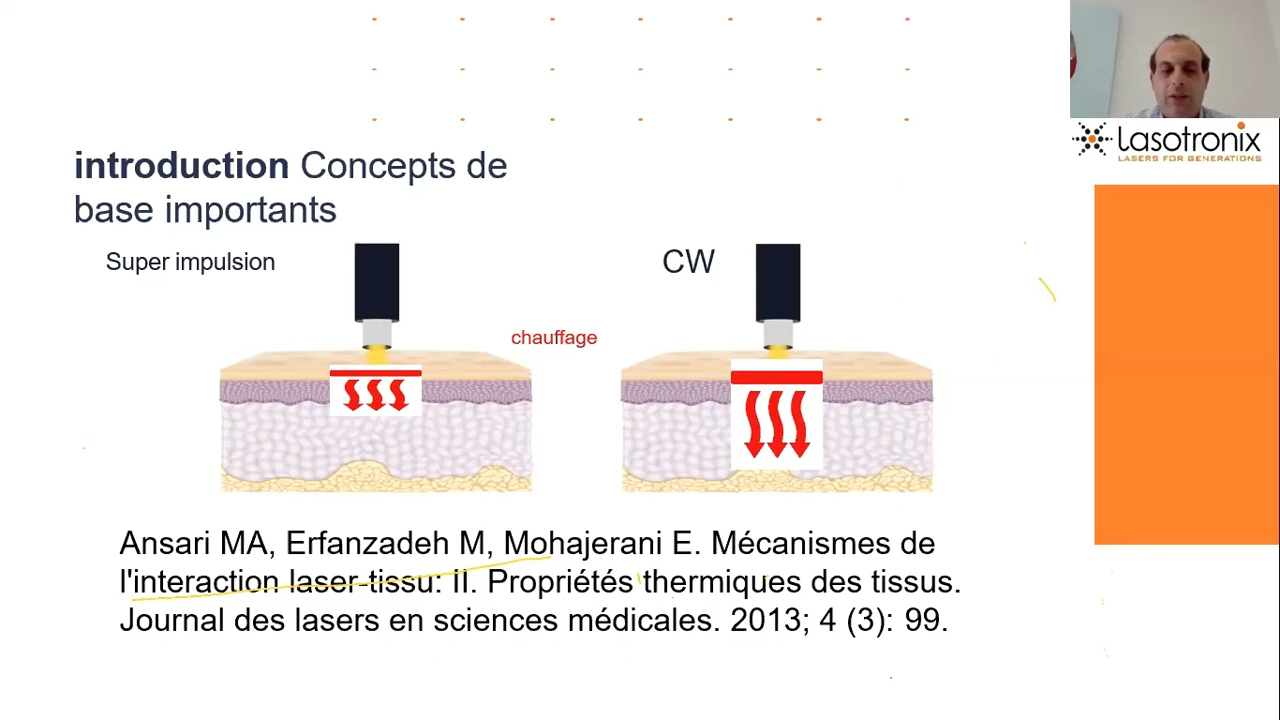 Lasotronix
LASERS FOR GENERATIONS
introduction Concepts de
base importants
Super impulsion
CW
chauffage
Ansari MA, Erfanzadeh M, Mohajerani E. Mécanismes de
l'interaction laser-tissu: II. Propriétés thermiques des tissus.
Journal des lasers en sciences médicales. 2013; 4 (3): 99.